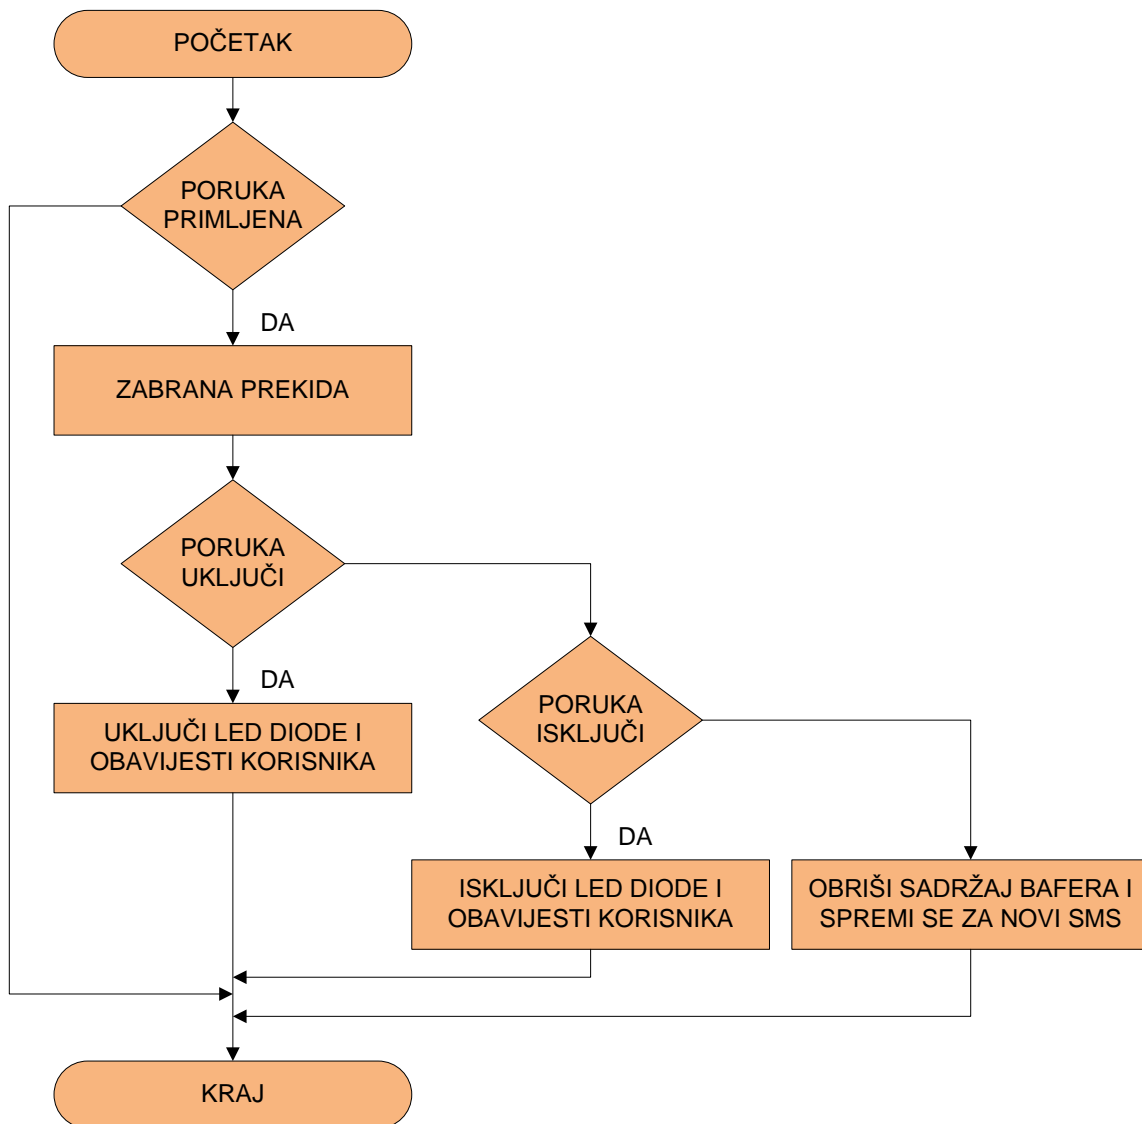 POČETAK
PORUKA
PRIMLJENA
DA
ZABRANA PREKIDA
PORUKA
UKLJUČI
DA
UKLJUČI LED DIODE I
OBAVIJESTI KORISNIKA
PORUKA
ISKLJUČI
DA
ISKLJUČI LED DIODE I
OBAVIJESTI KORISNIKA
OBRIŠI SADRŽAJ BAFERA I
SPREMI SE ZA NOVI SMS
KRAJ